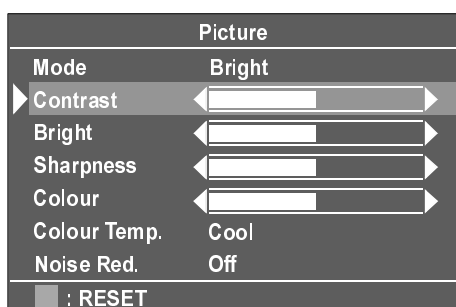 Picture
Mode Bright
Contrast
Bright
Sharpness
Colour
Colour Temp. Cool
Noise Red. Off
: RESET